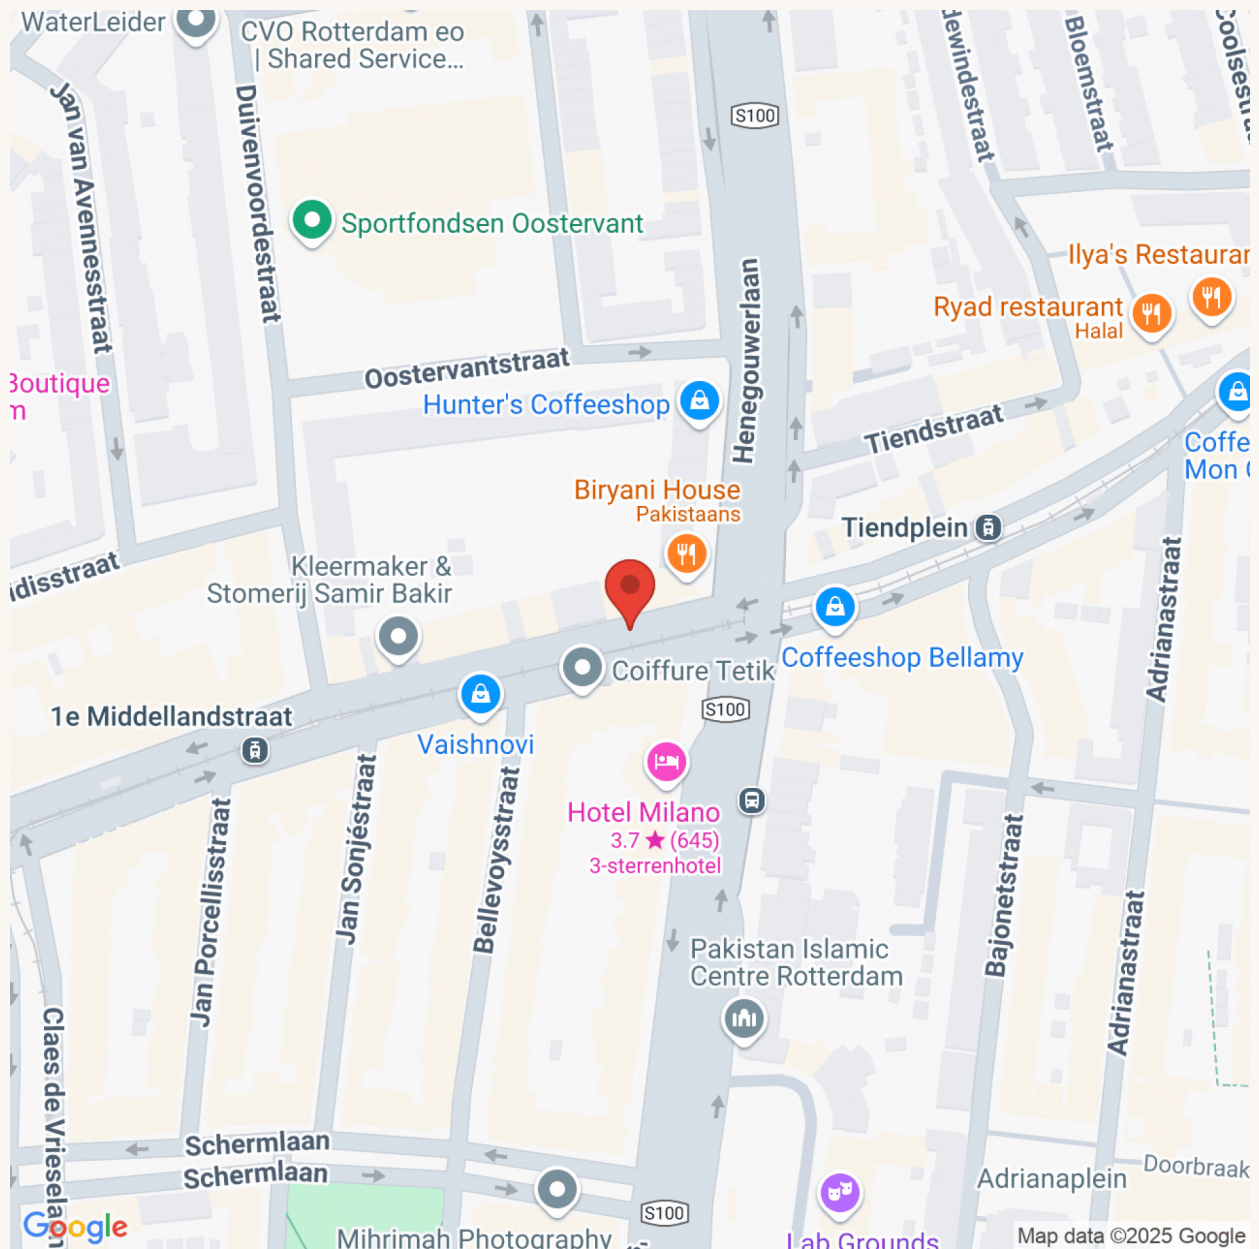 WaterLeider
CVO Rotterdam eo
| Shared Service...
S100
Jan van Avennesstraat
Duivenvoordestraat
Bloemstraat
Sportfondsen Oostervant
Ilya's Restaurar
Ryad restaurant
Halal
Henegouwerlaan
Oostervantstraat
Boutique
m
Hunter's Coffeeshop
Tiendstraat
Coffe
Mon
Biryani House
Pakistaans
Tiendplein
Kleermaker &
Stomerij Samir Bakir
Adrianastraat
Coiffure Tetik
Coffeeshop Bellamy
S100
1e Middellandstraat
Vaishnovi
Hotel Milano
3.7 ★ (645)
3-sterrenhotel
Jan Porcellisstraat
Jan Sonjéstraat
Bellevoysstraat
Bajonetstraat
Adrianastraat
Pakistan Islamic
Centre Rotterdam
Claes de Vrieselaan
Schermlaan
Schermlaan
Adrianaplein
Doorbraak
S100
Mihrimah Photography
Lab Grounds
Google
Map data ©2025 Google